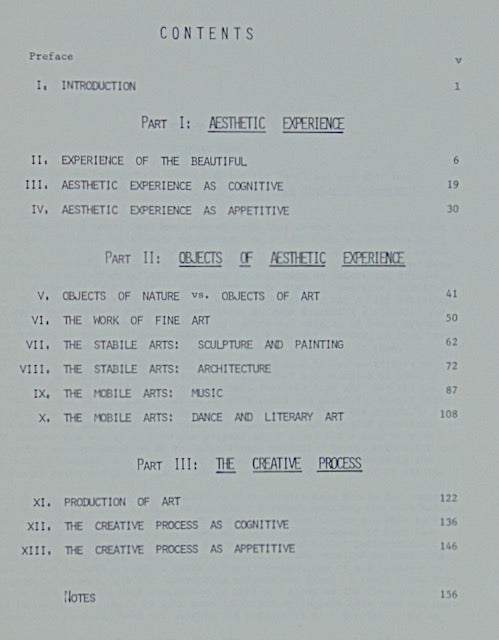 CONTENTS
Preface v
I. INTRODUCTION 1
PART I: AESTHETIC EXPERIENCE
II. EXPERIENCE OF THE BEAUTIFUL 6
III. AESTHETIC EXPERIENCE AS COGNITIVE 19
IV. AESTHETIC EXPERIENCE AS APPETITIVE 30
PART II: OBJECTS OF AESTHETIC EXPERIENCE
V. OBJECTS OF NATURE vs. OBJECTS OF ART 41
VI. THE WORK OF FINE ART 50
VII. THE STABILE ARTS: SCULPTURE AND PAINTING 62
VIII. THE STABILE ARTS: ARCHITECTURE 72
IX. THE MOBILE ARTS: MUSIC 87
X. THE MOBILE ARTS: DANCE AND LITERARY ART 108
PART III: THE CREATIVE PROCESS
XI. PRODUCTION OF ART 122
XII. THE CREATIVE PROCESS AS COGNITIVE 136
XIII. THE CREATIVE PROCESS AS APPETITIVE 146
NOTES 156